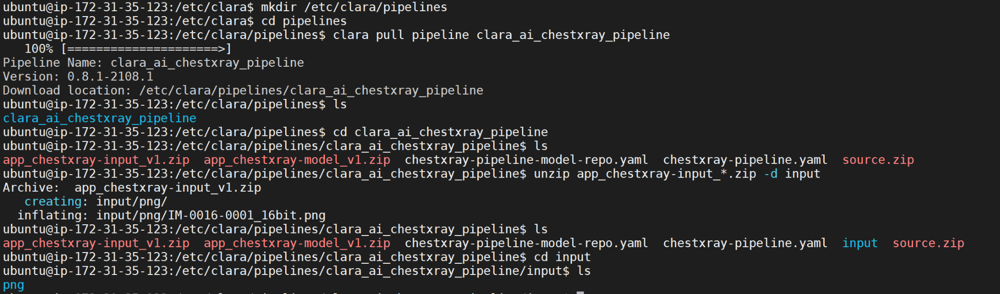 ubuntu@ip-172-31-35-123:/etc/clara$ mkdir /etc/clara/pipelines
ubuntu@ip-172-31-35-123:/etc/clara$ cd pipelines
ubuntu@ip-172-31-35-123:/etc/clara/pipelines$ clara pull pipeline clara_ai_chestxray_pipeline
   100% [=====================>]
Pipeline Name: clara_ai_chestxray_pipeline
Version: 0.8.1-2108.1
Download location: /etc/clara/pipelines/clara_ai_chestxray_pipeline
ubuntu@ip-172-31-35-123:/etc/clara/pipelines$ ls
clara_ai_chestxray_pipeline
ubuntu@ip-172-31-35-123:/etc/clara/pipelines$ cd clara_ai_chestxray_pipeline
ubuntu@ip-172-31-35-123:/etc/clara/pipelines/clara_ai_chestxray_pipeline$ ls
app_chestxray-input_v1.zip  app_chestxray-model_v1.zip  chestxray-pipeline-model-repo.yaml  chestxray-pipeline.yaml  source.zip
ubuntu@ip-172-31-35-123:/etc/clara/pipelines/clara_ai_chestxray_pipeline$ unzip app_chestxray-input_*.zip -d input
Archive:  app_chestxray-input_v1.zip
   creating: input/png/
  inflating: input/png/IM-0016-0001_16bit.png
ubuntu@ip-172-31-35-123:/etc/clara/pipelines/clara_ai_chestxray_pipeline$ ls
app_chestxray-input_v1.zip  app_chestxray-model_v1.zip  chestxray-pipeline-model-repo.yaml  chestxray-pipeline.yaml  input  source.zip
ubuntu@ip-172-31-35-123:/etc/clara/pipelines/clara_ai_chestxray_pipeline$ cd input
ubuntu@ip-172-31-35-123:/etc/clara/pipelines/clara_ai_chestxray_pipeline/input$ ls
png